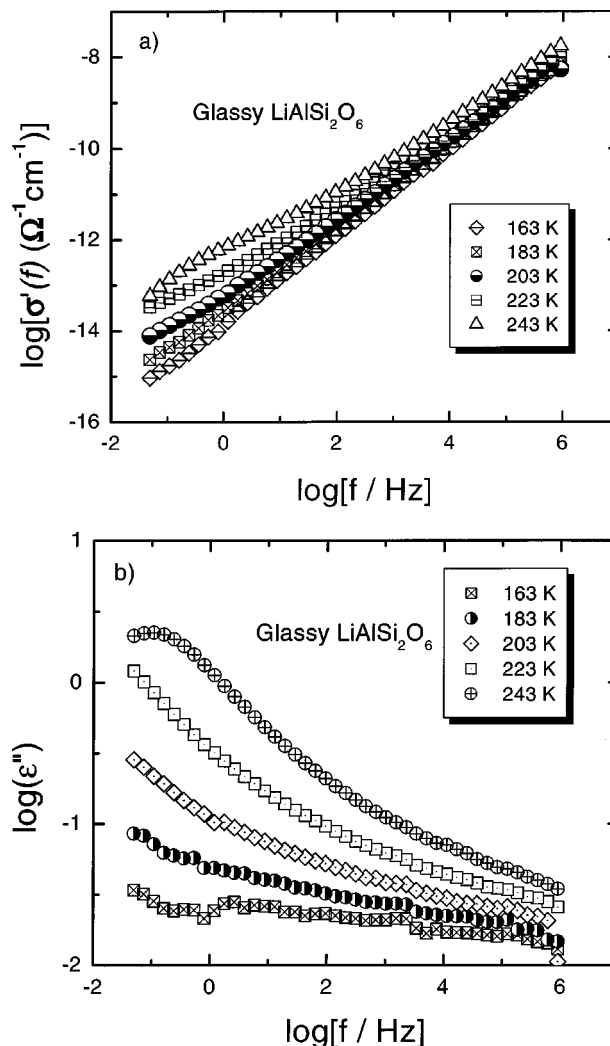 a)
Glassy LiAlSi₂O₆
log[σ'(f) (Ω⁻¹cm⁻¹)]
-8
-10
-12
-14
-16
163 K
183 K
203 K
223 K
243 K
-2 0 2 4 6
log[f / Hz]
b)
Glassy LiAlSi₂O₆
log(ε'')
1
0
-1
-2
163 K
183 K
203 K
223 K
243 K
-2 0 2 4 6
log[f / Hz]